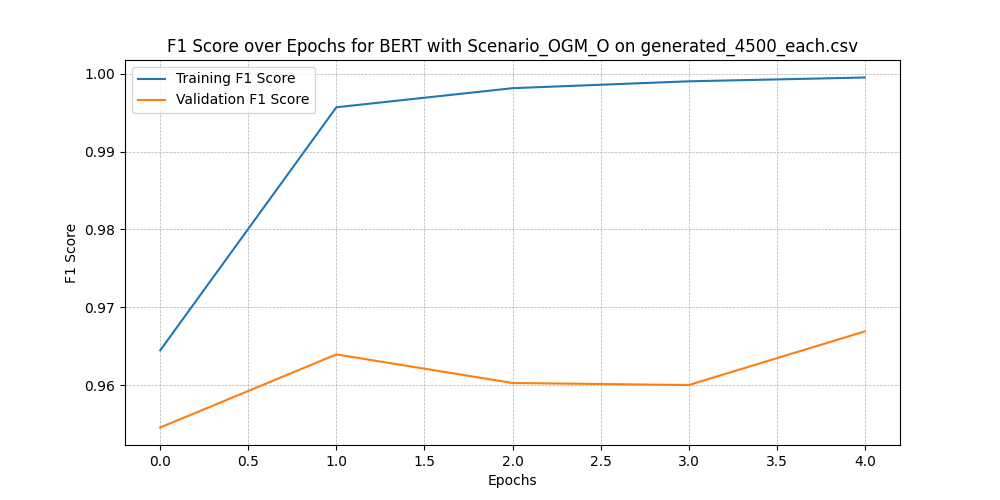 F1 Score over Epochs for BERT with Scenario_OGM_O on generated_4500_each.csv
Training F1 Score
Validation F1 Score
F1 Score
1.00
0.99
0.98
0.97
0.96
0.0 0.5 1.0 1.5 2.0 2.5 3.0 3.5 4.0
Epochs